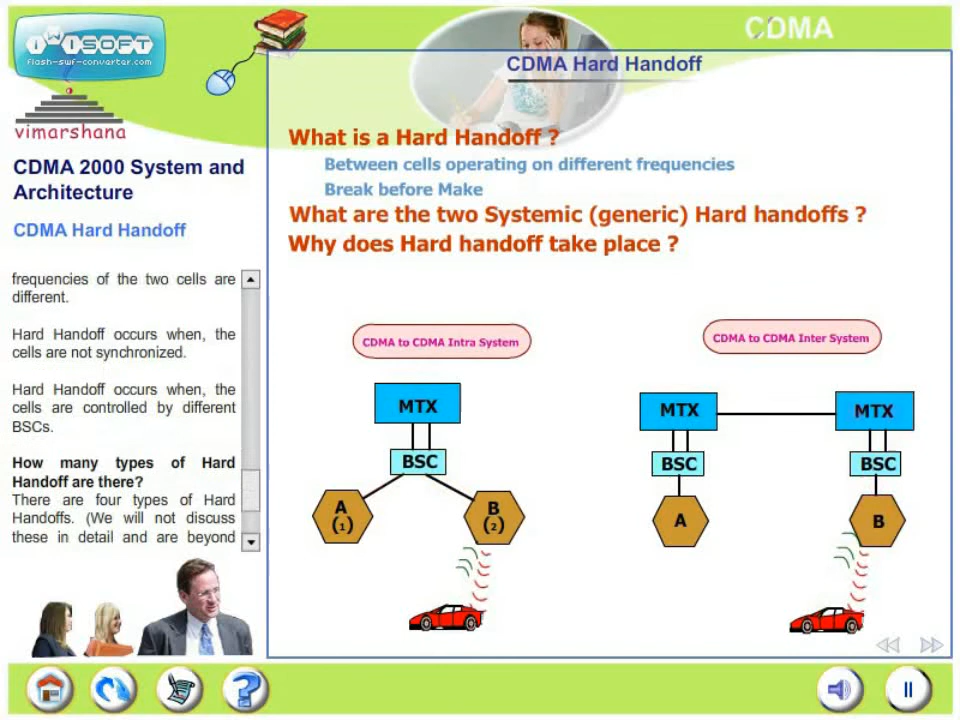 iWiSOFT
flash-swf-converter.com
CDMA
CDMA Hard Handoff
vimarshana
CDMA 2000 System and
Architecture
CDMA Hard Handoff
frequencies of the two cells are
different.
Hard Handoff occurs when, the
cells are not synchronized.
Hard Handoff occurs when, the
cells are controlled by different
BSCs.
How many types of Hard
Handoff are there?
There are four types of Hard
Handoffs. (We will not discuss
these in detail and are beyond
What is a Hard Handoff ?
Between cells operating on different frequencies
Break before Make
What are the two Systemic (generic) Hard handoffs ?
Why does Hard handoff take place ?
CDMA to CDMA Intra System
MTX
BSC
A
(1)
B
(2)
CDMA to CDMA Inter System
MTX
MTX
BSC
BSC
A
B